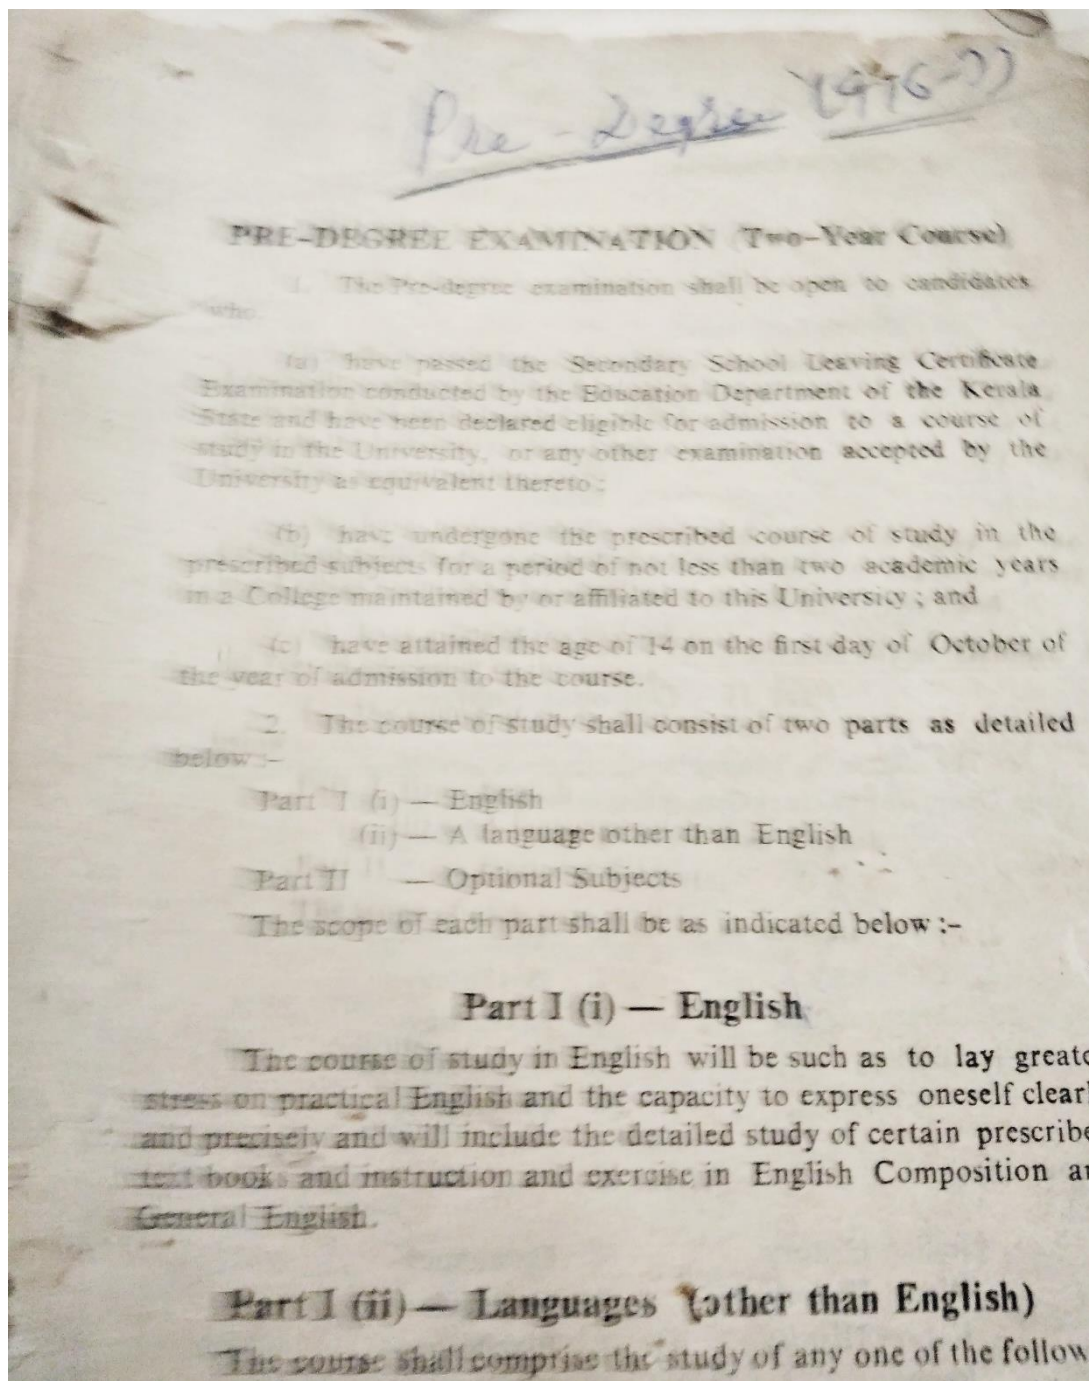 Pre-Degree 1976-77
PRE-DEGREE EXAMINATION (Two-Year Course)
1. The Pre-degree examination shall be open to candidates
who
(a) have passed the Secondary School Leaving Certificate
Examination conducted by the Education Department of the Kerala
State and have been declared eligible for admission to a course of
study in the University, or any other examination accepted by the
University as equivalent thereto :
(b) have undergone the prescribed course of study in the
prescribed subjects for a period of not less than two academic years
in a College maintained by or affiliated to this University ; and
(c) have attained the age of 14 on the first day of October of
the year of admission to the course.
2. The course of study shall consist of two parts as detailed
below :-
Part I (i) — English
(ii) — A language other than English
Part II — Optional Subjects
The scope of each part shall be as indicated below :-
Part I (i) — English
The course of study in English will be such as to lay greate
stress on practical English and the capacity to express oneself clearl
and precisely and will include the detailed study of certain prescribe
text books and instruction and exercise in English Composition an
General English.
Part I (ii) — Languages (other than English)
The course shall comprise the study of any one of the follow